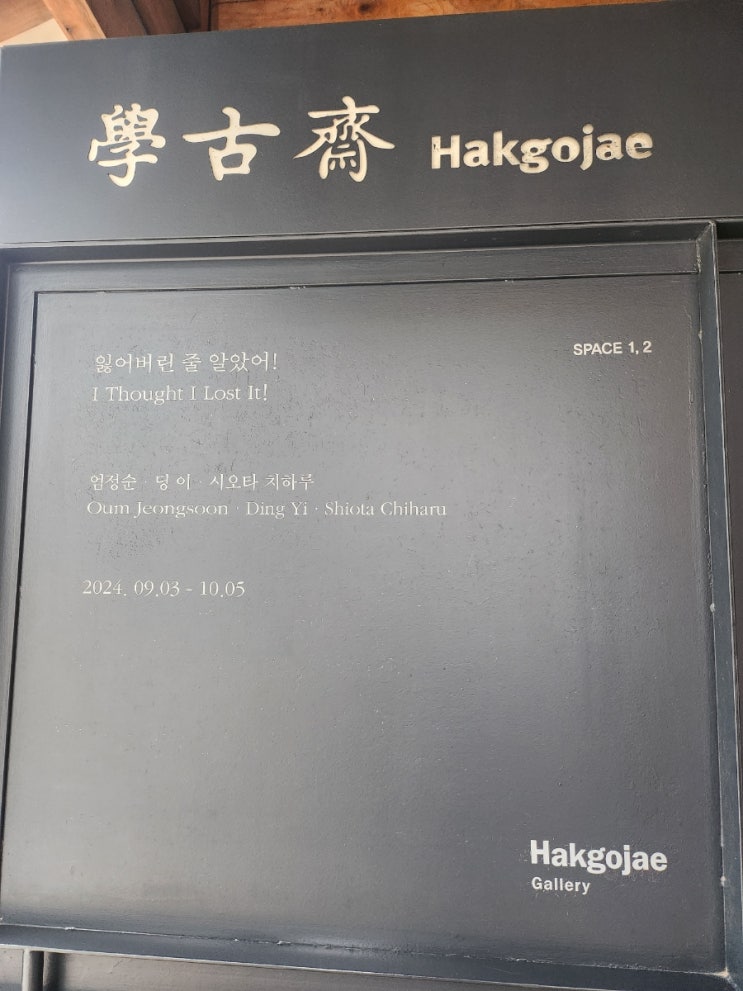 學古齋 Hakgojae
SPACE 1, 2
잃어버린 줄 알았어!
I Thought I Lost It!
엄정순 · 딩 이 · 시오타 치하루
Oum Jeongsoon · Ding Yi · Shiota Chiharu
2024. 09.03 - 10.05
Hakgojae
Gallery